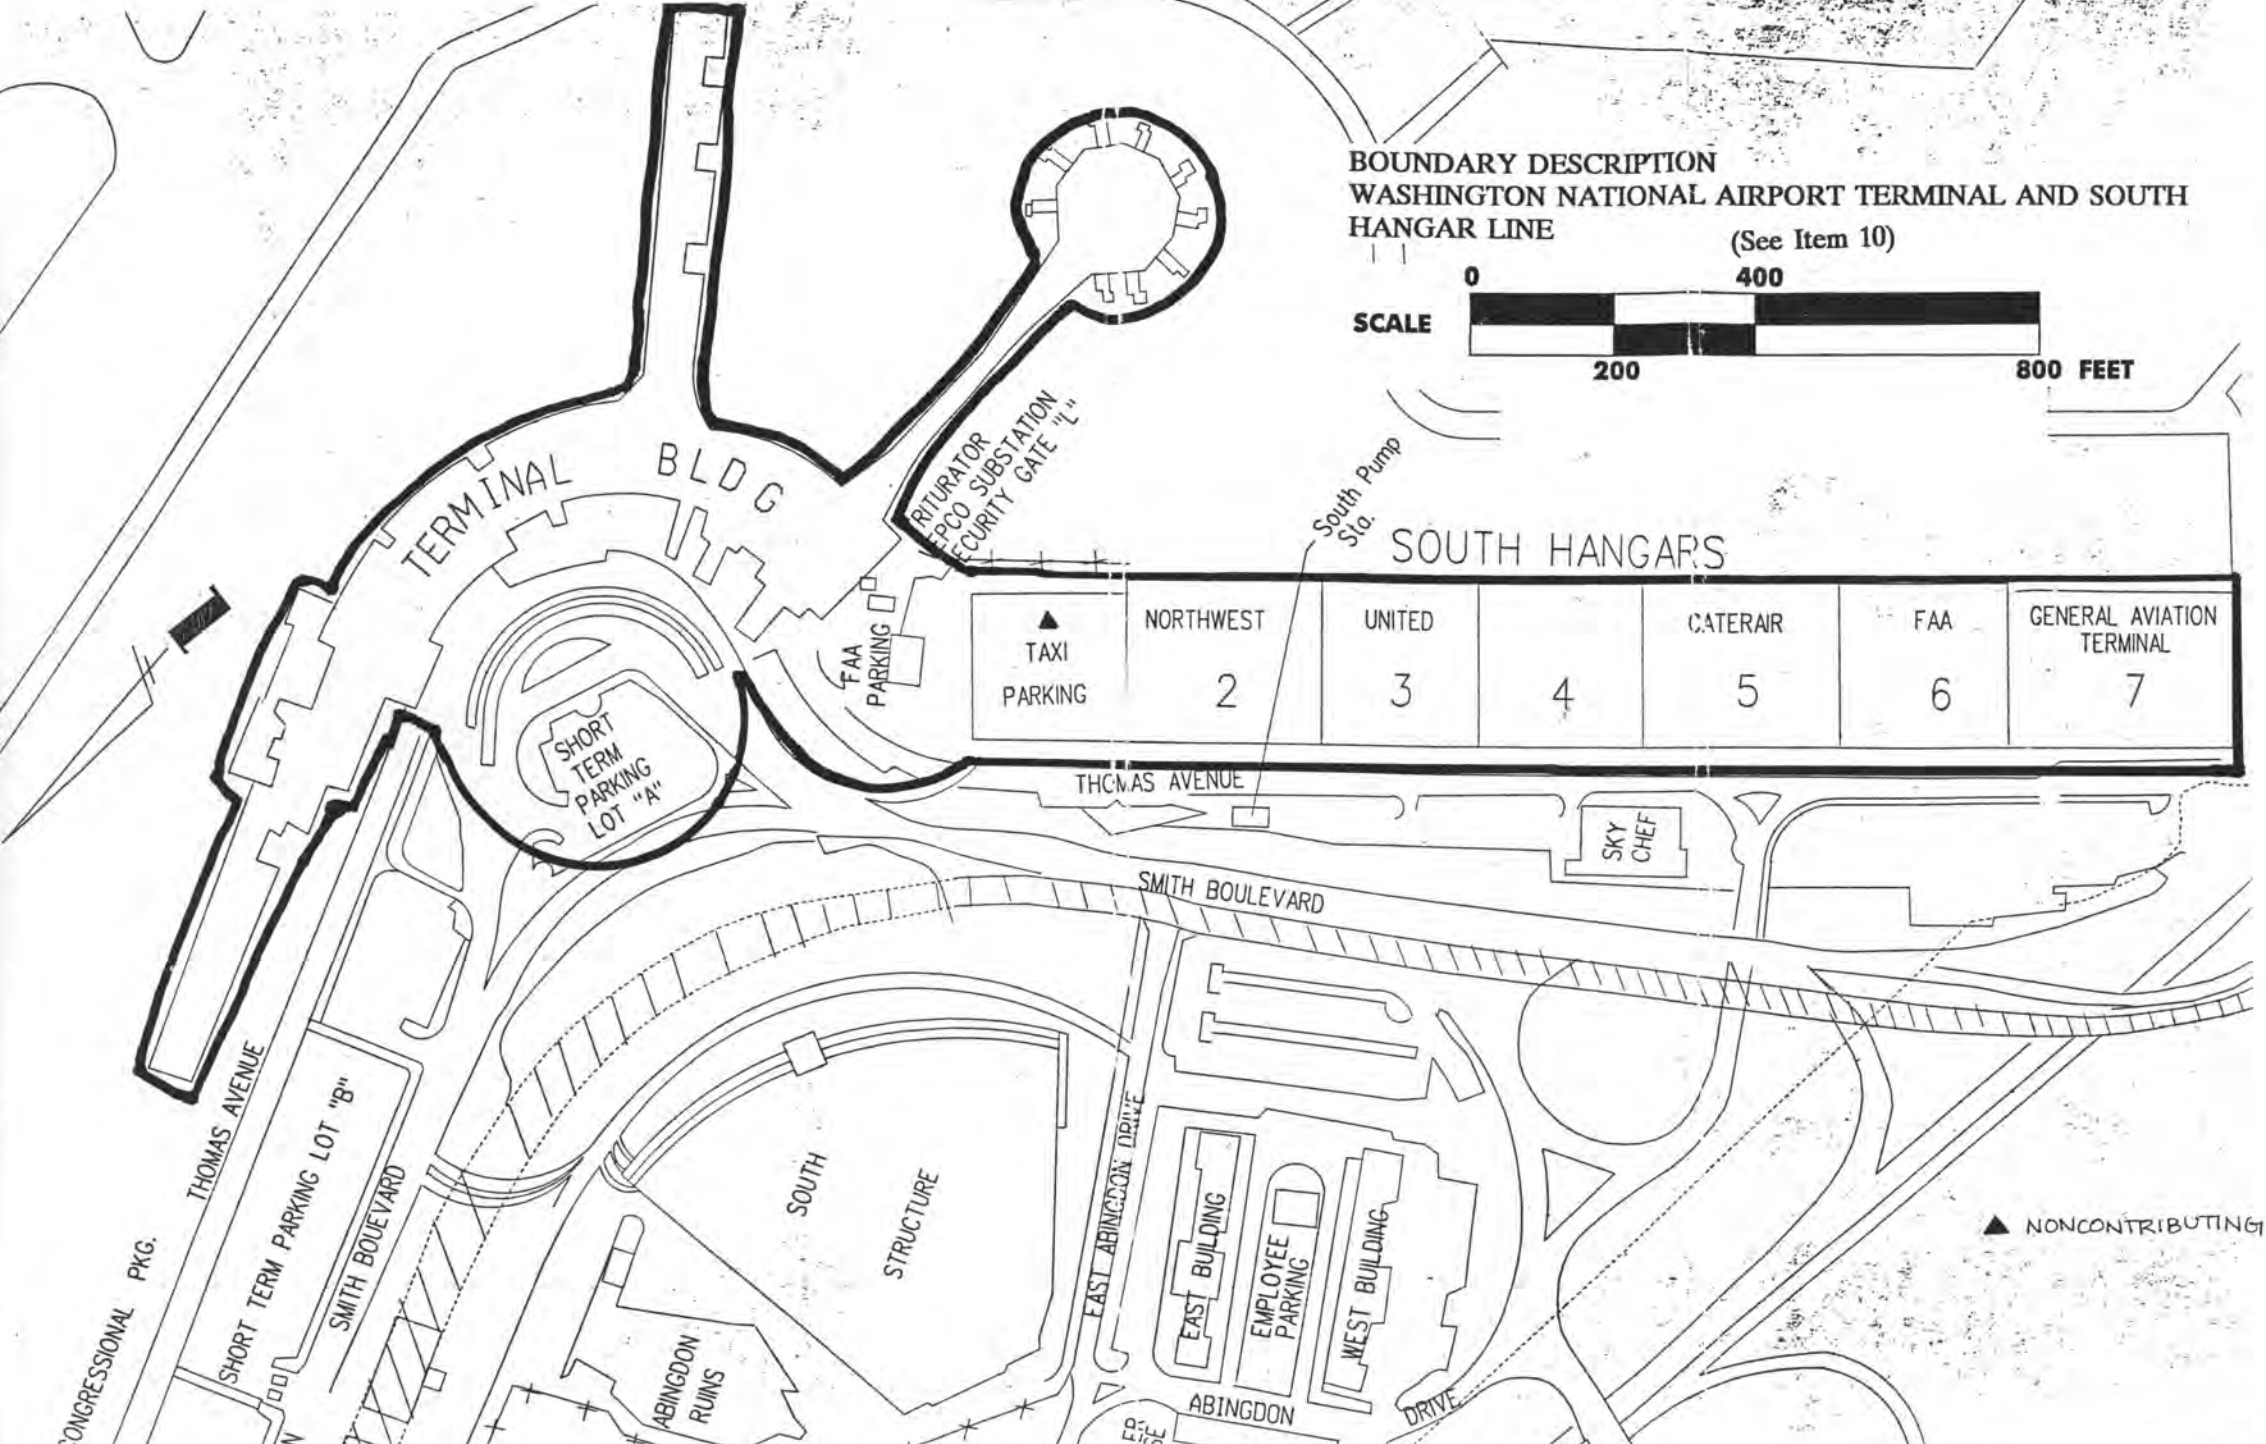 BOUNDARY DESCRIPTION
WASHINGTON NATIONAL AIRPORT TERMINAL AND SOUTH
HANGAR LINE
(See Item 10)
0
400
SCALE
200
800 FEET
TERMINAL BLDG
RITURATOR
EPCO SUBSTATION
ECURITY GATE "L"
South Pump
Sta.
SOUTH HANGARS
▲
TAXI
PARKING
NORTHWEST
2
UNITED
3
4
CATERAIR
5
FAA
6
GENERAL AVIATION
TERMINAL
7
FAA
PARKING
SHORT
TERM
PARKING
LOT "A"
THOMAS AVENUE
SKY
CHEF
SMITH BOULEVARD
THOMAS AVENUE
SHORT TERM PARKING LOT "B"
SMITH BOUEVARD
CONGRESSIONAL PKG.
SOUTH
STRUCTURE
EAST ABINGDON DRIVE
EAST BUILDING
EMPLOYEE
PARKING
WEST BUILDING
ABINGDON
RUINS
ABINGDON
DRIVE
▲ NONCONTRIBUTING